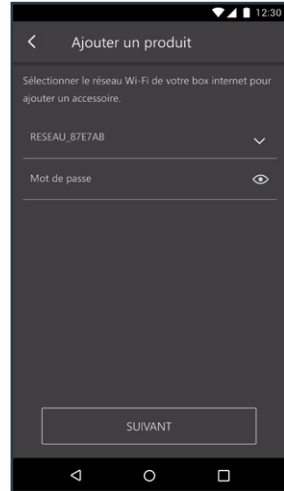 12:30
Ajouter un produit
Sélectionner le réseau Wi-Fi de votre box internet pour
ajouter un accessoire.
RESEAU_87E7AB
Mot de passe
SUIVANT